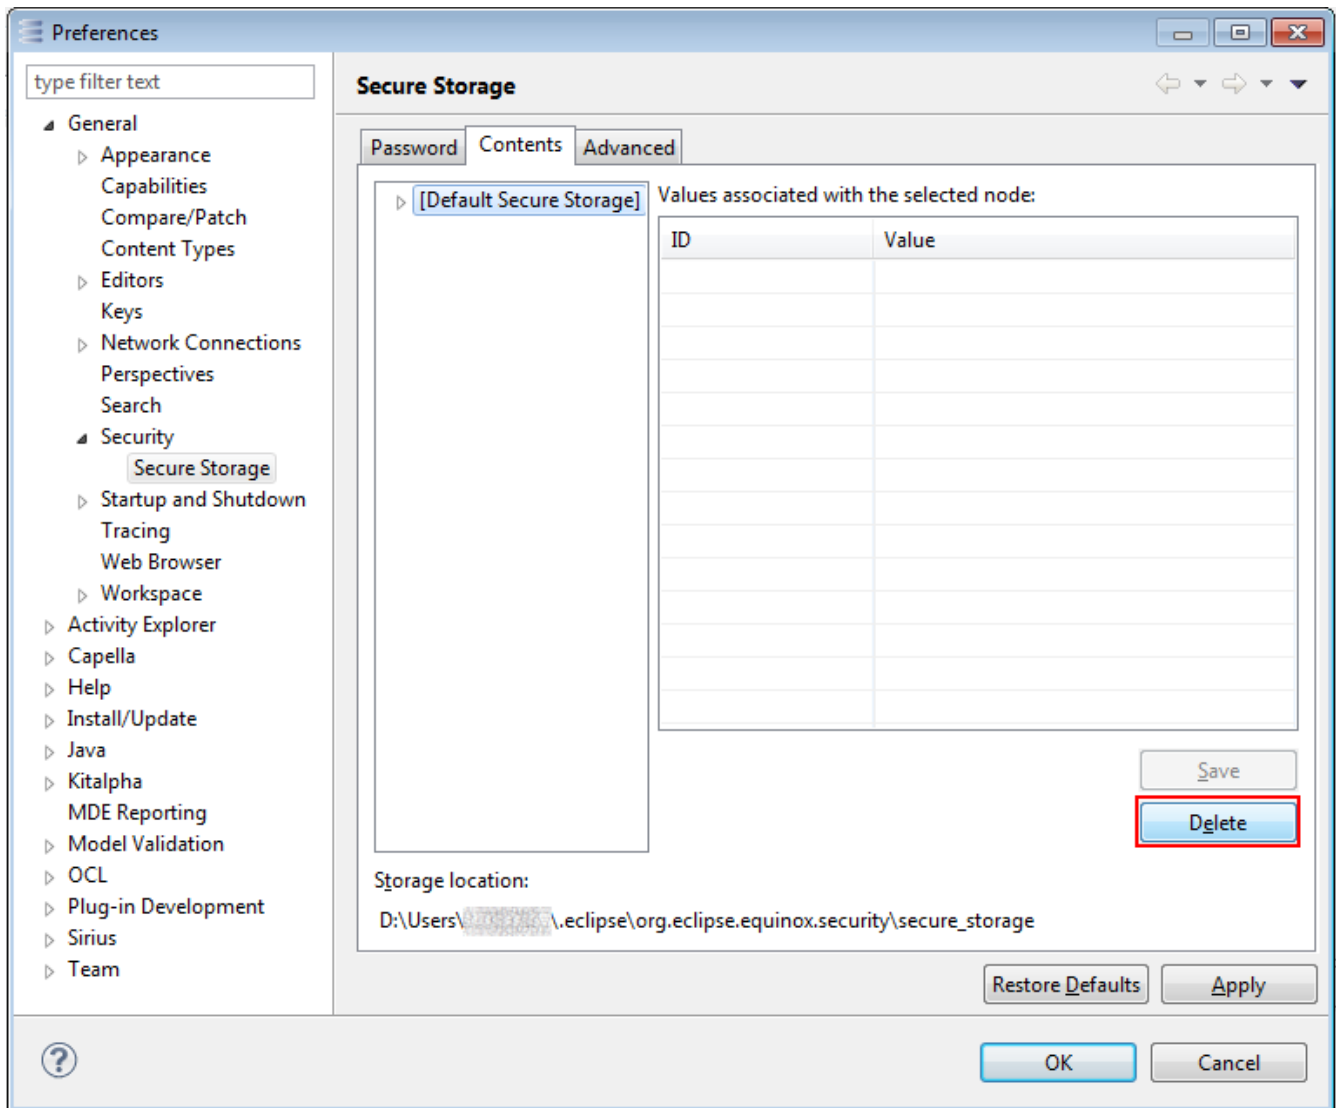 Preferences
type filter text
General
Appearance
Capabilities
Compare/Patch
Content Types
Editors
Keys
Network Connections
Perspectives
Search
Security
Secure Storage
Startup and Shutdown
Tracing
Web Browser
Workspace
Activity Explorer
Capella
Help
Install/Update
Java
Kitalpha
MDE Reporting
Model Validation
OCL
Plug-in Development
Sirius
Team
Secure Storage
Password Contents Advanced
[Default Secure Storage]
Values associated with the selected node:
ID Value
Save
Delete
Storage location:
D:\Users\ \.eclipse\org.eclipse.equinox.security\secure_storage
Restore Defaults Apply
? OK Cancel